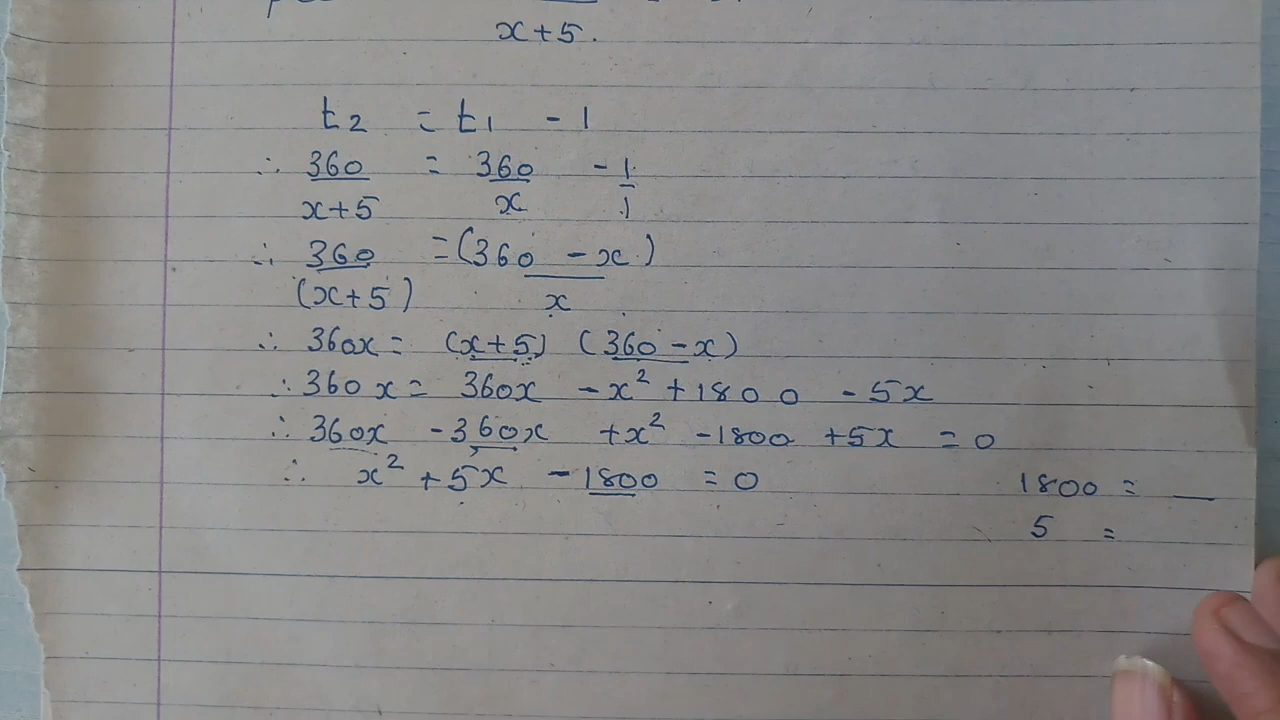 x+5.
t2 = t1 - 1
∴ 360 = 360 - 1
x+5 x 1
∴ 360 = (360 - x)
(x+5) x
∴ 360x = (x+5) (360-x)
∴ 360x = 360x - x² + 1800 - 5x
∴ 360x - 360x + x² - 1800 + 5x = 0
∴ x² + 5x - 1800 = 0
1800 = __
5 =